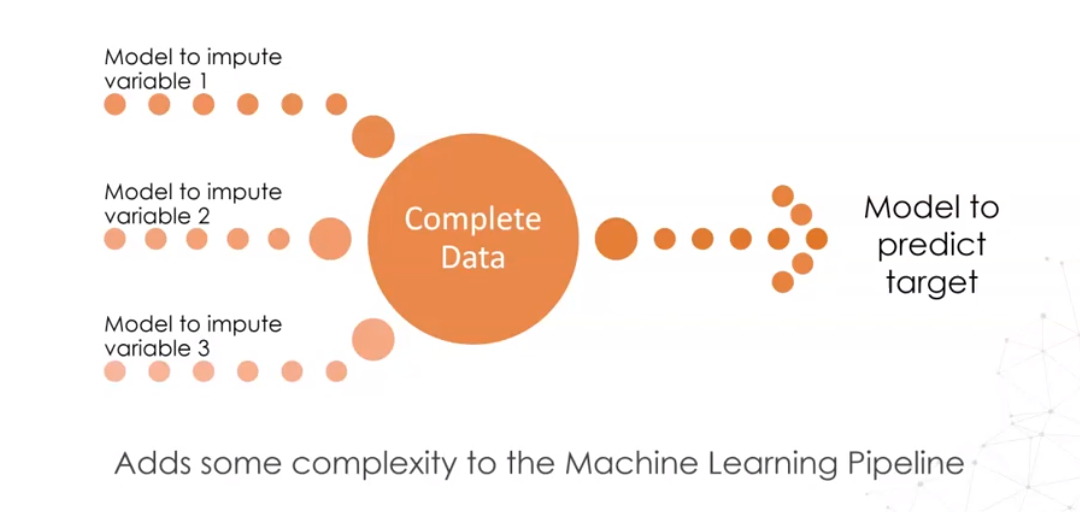 Model to impute
variable 1
Model to impute
variable 2
Model to impute
variable 3
Complete
Data
Model to
predict
target
Adds some complexity to the Machine Learning Pipeline